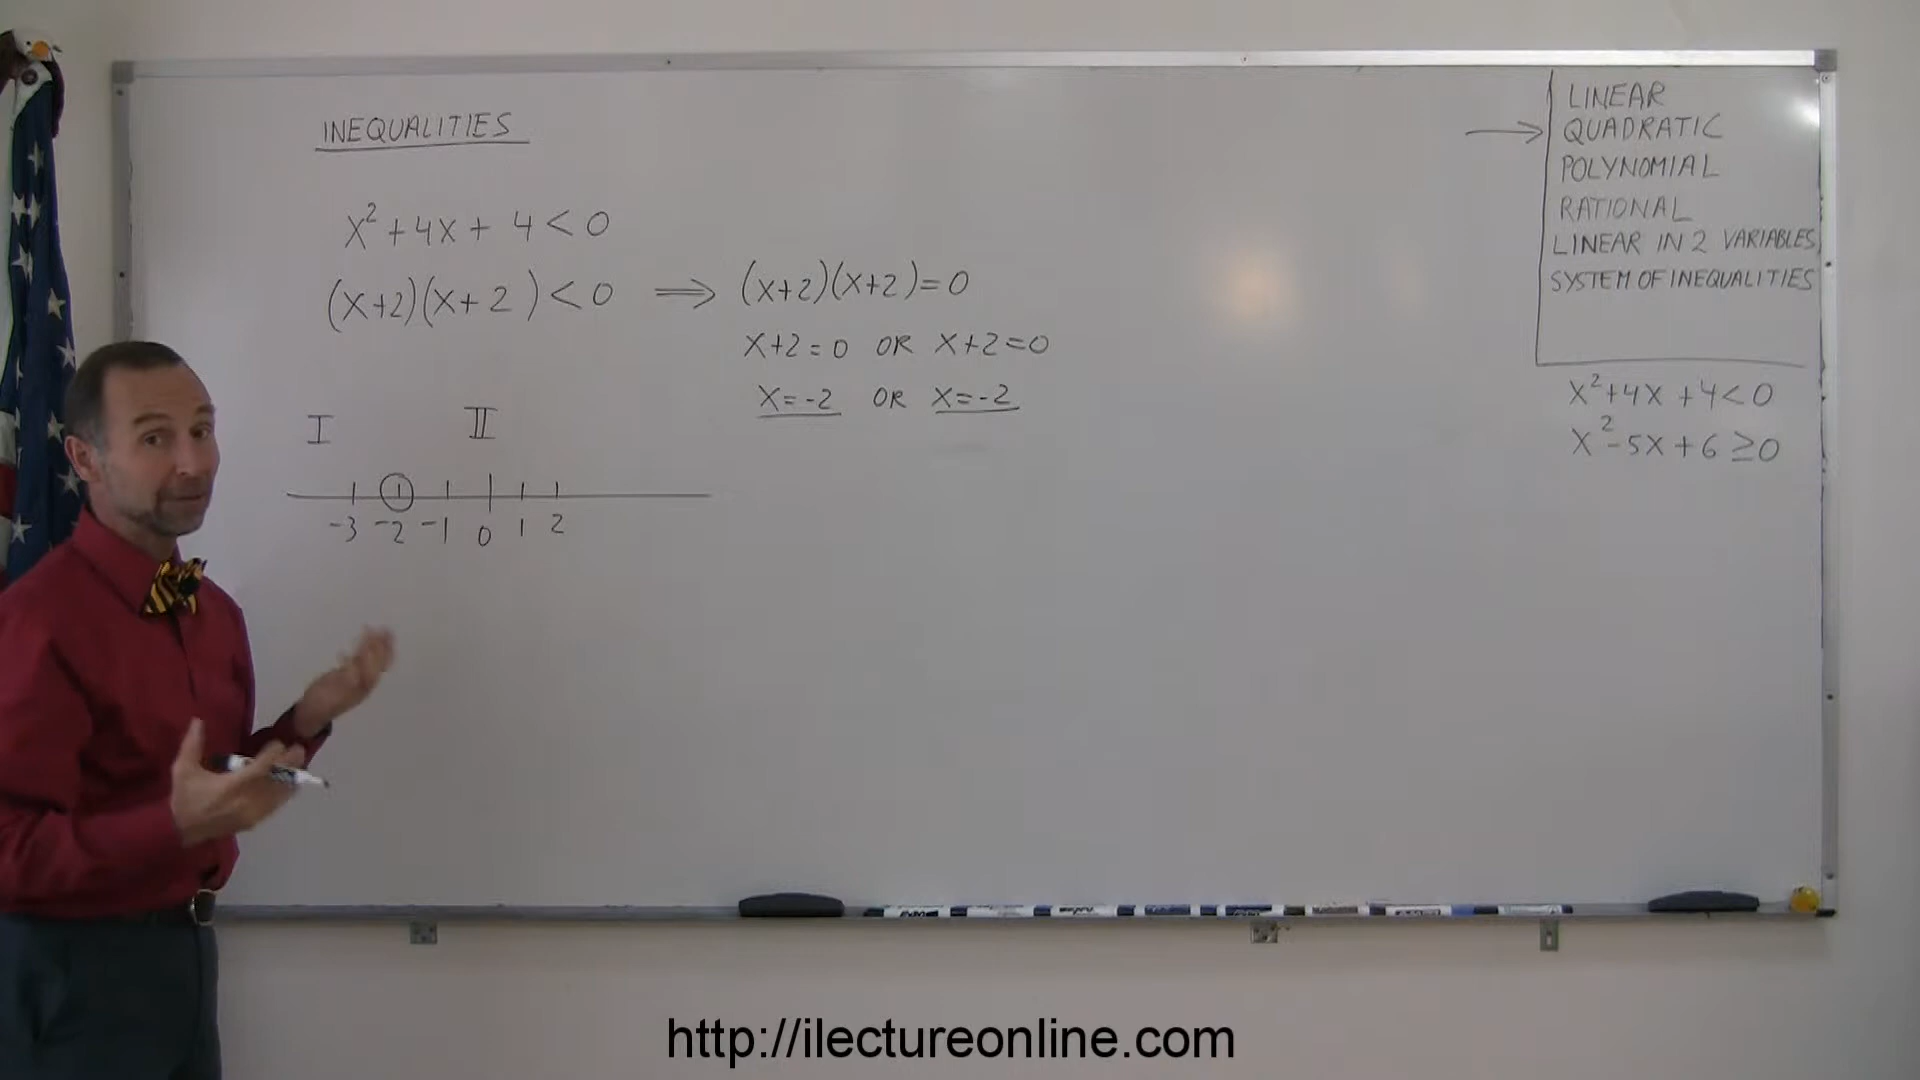 INEQUALITIES
x² + 4x + 4 < 0
(x+2)(x+2) < 0 ⟹ (x+2)(x+2) = 0
x+2 = 0 OR x+2 = 0
x = -2 OR x = -2
I II
-3 -2 -1 0 1 2
→ LINEAR
QUADRATIC
POLYNOMIAL
RATIONAL
LINEAR IN 2 VARIABLES
SYSTEM OF INEQUALITIES
x² + 4x + 4 < 0
x² - 5x + 6 ≥ 0
http://ilectureonline.com